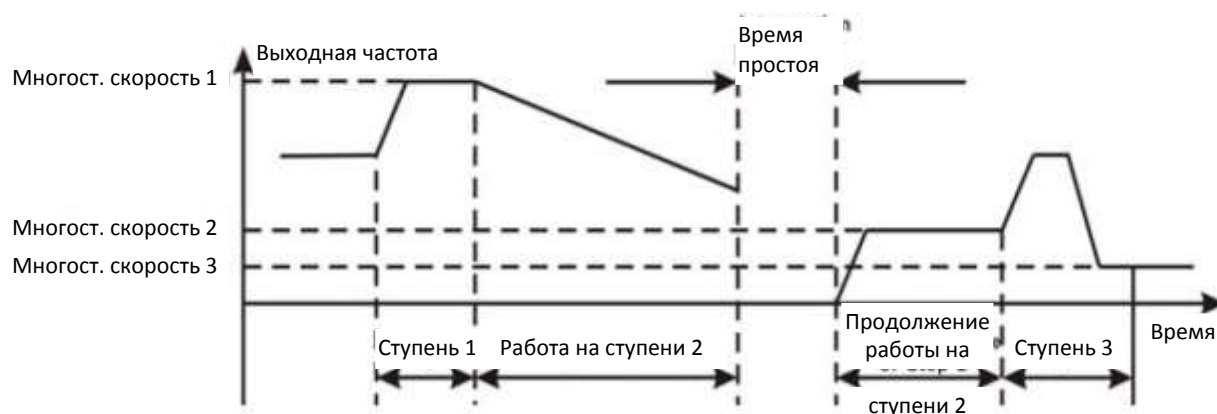 Время
простоя
Выходная частота
Многост. скорость 1
Многост. скорость 2
Многост. скорость 3
Время
Ступень 1
Работа на ступени 2
Продолжение
работы на
ступени 2
Ступень 3